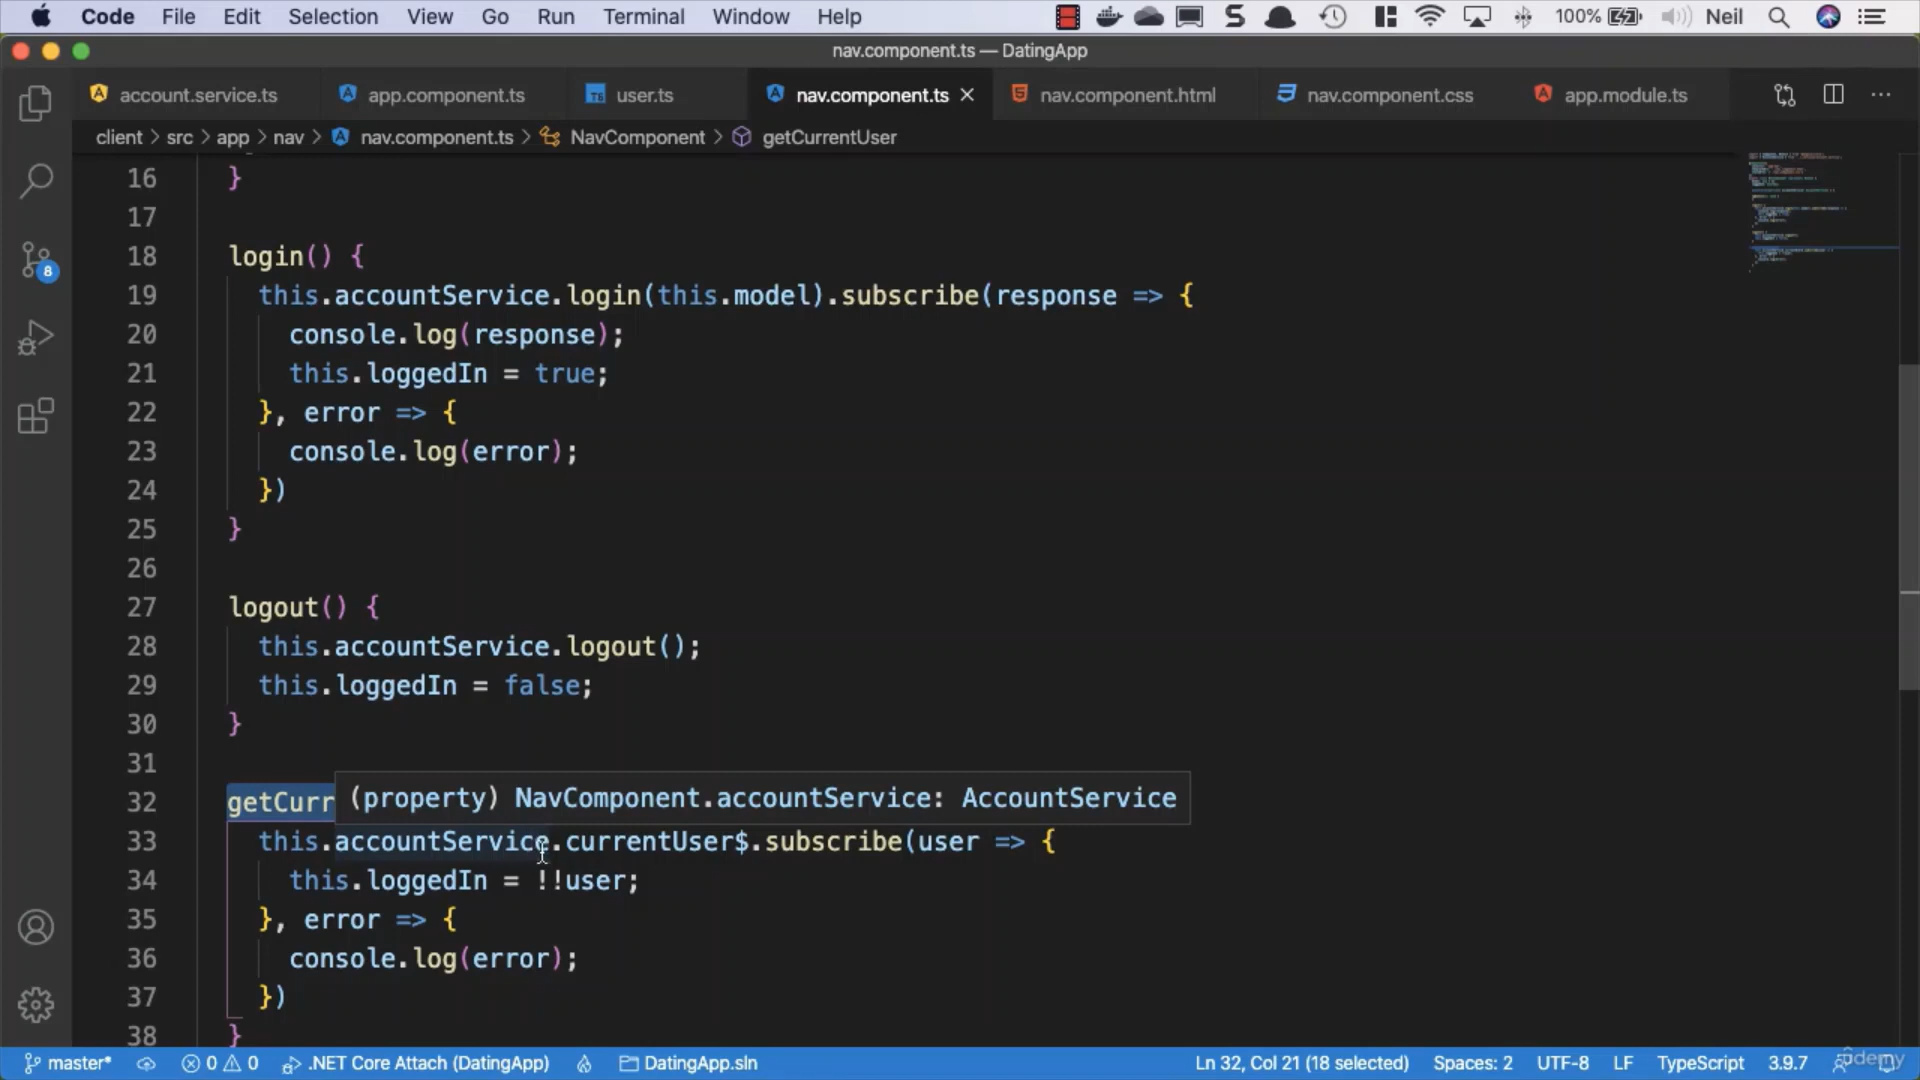 Code File Edit Selection View Go Run Terminal Window Help 100% Neil
nav.component.ts — DatingApp
account.service.ts app.component.ts TS user.ts nav.component.ts nav.component.html nav.component.css app.module.ts
client > src > app > nav > nav.component.ts > NavComponent > getCurrentUser
16 }
17
18 login() {
19 this.accountService.login(this.model).subscribe(response => {
20 console.log(response);
21 this.loggedIn = true;
22 }, error => {
23 console.log(error);
24 })
25 }
26
27 logout() {
28 this.accountService.logout();
29 this.loggedIn = false;
30 }
31
(property) NavComponent.accountService: AccountService
32 getCurr
33 this.accountService.currentUser$.subscribe(user => {
34 this.loggedIn = !!user;
35 }, error => {
36 console.log(error);
37 })
38 }
8
master* 0 0 .NET Core Attach (DatingApp) DatingApp.sln Ln 32, Col 21 (18 selected) Spaces: 2 UTF-8 LF TypeScript 3.9.7
udemy